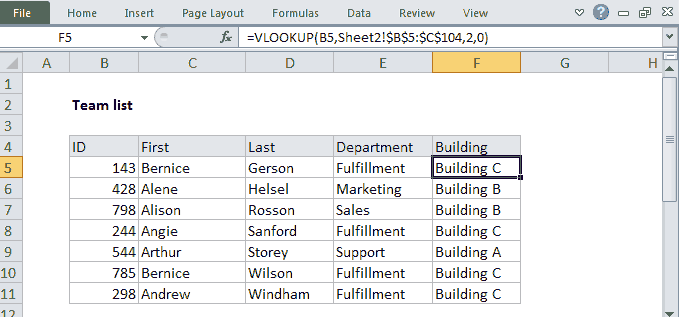 File Home Insert Page Layout Formulas Data Review View
F5 fx =VLOOKUP(B5,Sheet2!$B$5:$C$104,2,0)
A B C D E F G H
1
2 Team list
3
4 ID First Last Department Building
5 143 Bernice Gerson Fulfillment Building C
6 428 Alene Helsel Marketing Building B
7 798 Alison Rosson Sales Building B
8 244 Angie Sanford Fulfillment Building C
9 544 Arthur Storey Support Building A
10 785 Bernice Wilson Fulfillment Building C
11 298 Andrew Windham Fulfillment Building C
12